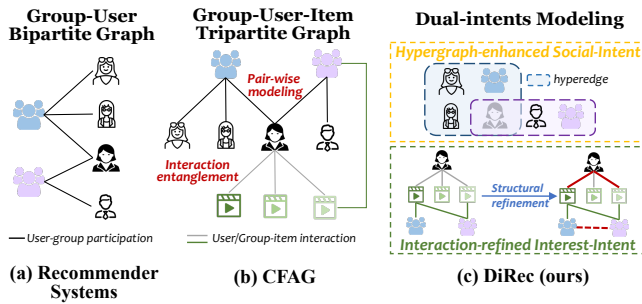 Group-User
Bipartite Graph
User-group participation
(a) Recommender
Systems
Group-User-Item
Tripartite Graph
Pair-wise
modeling
Interaction
entanglement
User/Group-item interaction
(b) CFAG
Dual-intents Modeling
Hypergraph-enhanced Social-Intent
hyperedge
Structural
refinement
Interaction-refined Interest-Intent
(c) DiRec (ours)